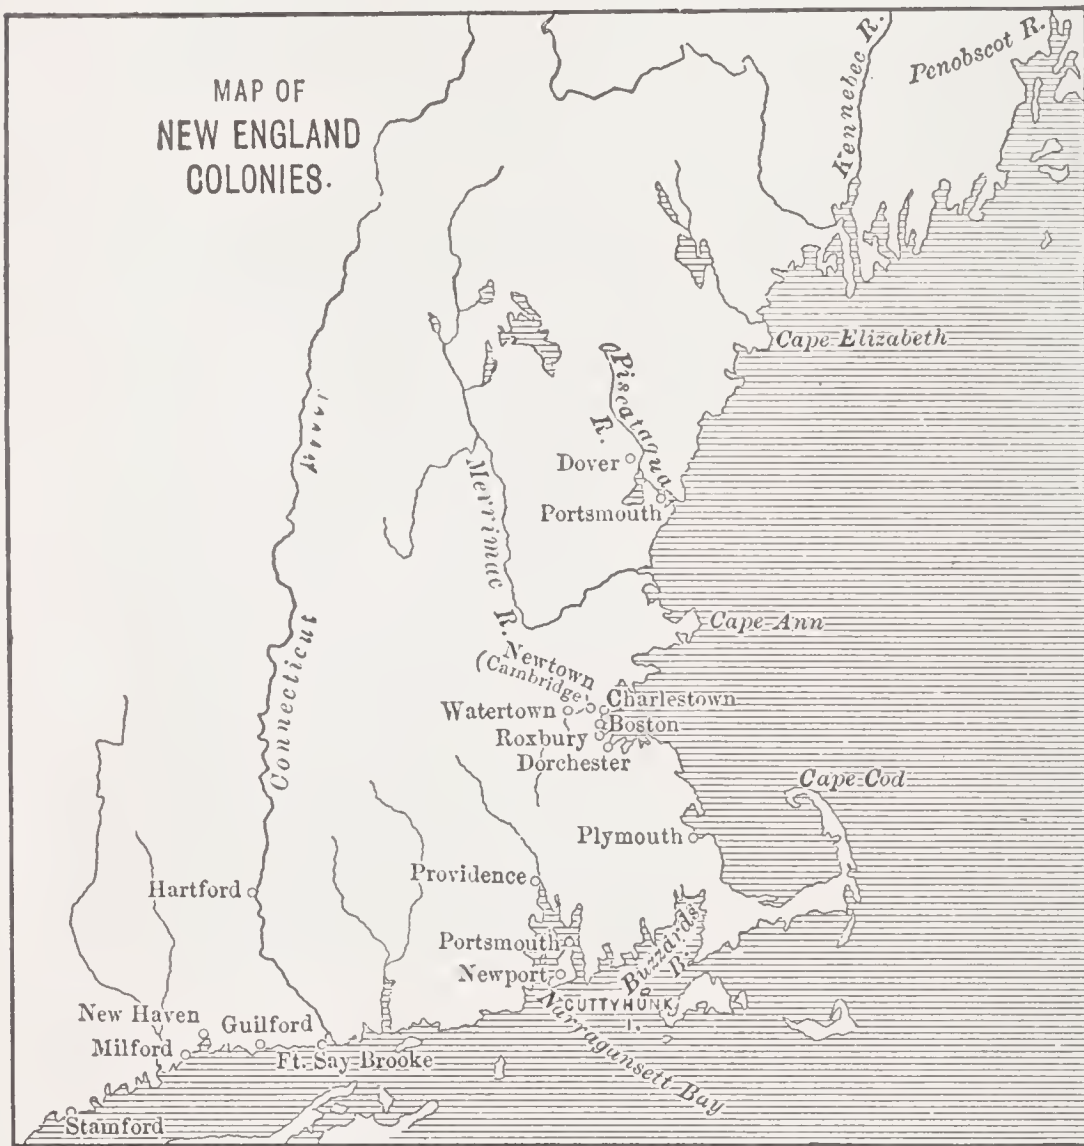 MAP OF
NEW ENGLAND
COLONIES.
Kennebec R.
Penobscot R.
Cape Elizabeth
Piscataqua
R.
Dover
Portsmouth
Merrimac R.
Connecticut
River
Cape Ann
Newtown
(Cambridge)
Charlestown
Watertown
Boston
Roxbury
Dorchester
Cape Cod
Plymouth
Hartford
Providence
Portsmouth
Newport
Buzzards
B.
CUTTYHUNK
I.
Narragansett Bay
New Haven
Guilford
Milford
Ft. Say Brooke
Stamford